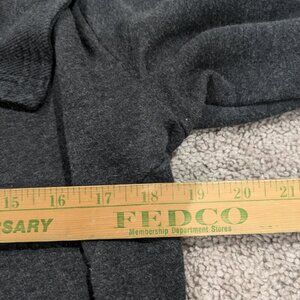 15 16 17 18 19 20 21
SARY FEDCO
Membership Department Stores